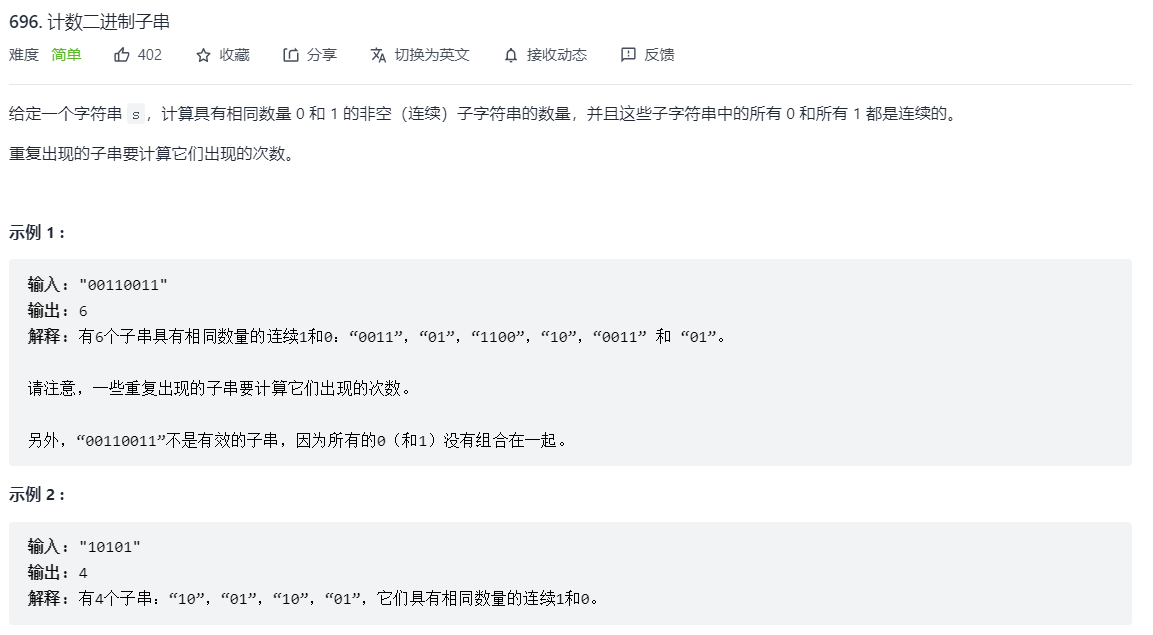 696. 计数二进制子串
难度 简单 402 收藏 分享 切换为英文 接收动态 反馈
给定一个字符串 s，计算具有相同数量 0 和 1 的非空（连续）子字符串的数量，并且这些子字符串中的所有 0 和所有 1 都是连续的。
重复出现的子串要计算它们出现的次数。
示例 1 :
输入: "00110011"
输出: 6
解释: 有6个子串具有相同数量的连续1和0：“0011”，“01”，“1100”，“10”，“0011” 和 “01”。
请注意，一些重复出现的子串要计算它们出现的次数。
另外，“00110011”不是有效的子串，因为所有的0（和1）没有组合在一起。
示例 2 :
输入: "10101"
输出: 4
解释: 有4个子串：“10”，“01”，“10”，“01”，它们具有相同数量的连续1和0。